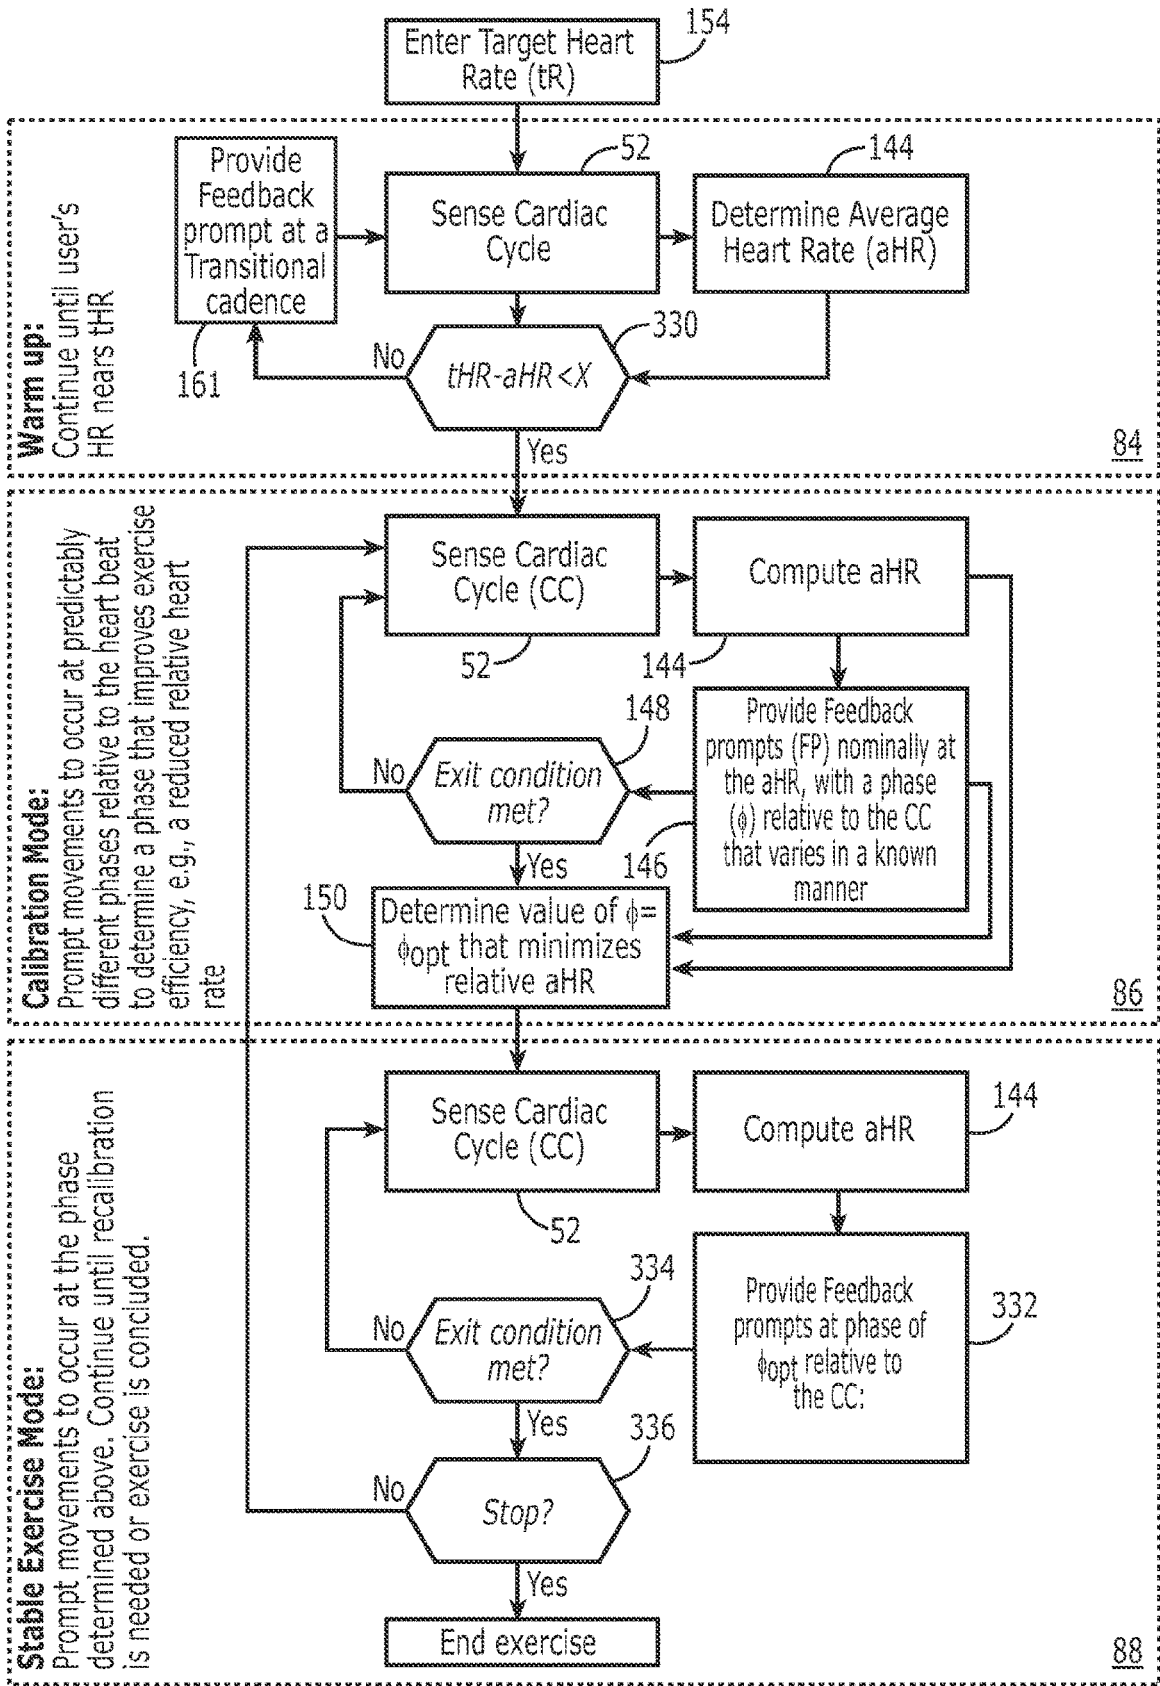 Enter Target Heart
Rate (tR)
154
Warm up:
Continue until user's
HR nears tHR
Provide
Feedback
prompt at a
Transitional
cadence
161
Sense Cardiac
Cycle
52
Determine Average
Heart Rate (aHR)
144
tHR-aHR<X
330
No
Yes
84
Calibration Mode:
Prompt movements to occur at predictably
different phases relative to the heart beat
to determine a phase that improves exercise
efficiency, e.g., a reduced relative heart
rate
Sense Cardiac
Cycle (CC)
52
Compute aHR
144
Provide Feedback
prompts (FP) nominally at
the aHR, with a phase
(ϕ) relative to the CC
that varies in a known
manner
146
Exit condition
met?
148
No
Yes
Determine value of ϕ=
ϕopt that minimizes
relative aHR
150
86
Stable Exercise Mode:
Prompt movements to occur at the phase
determined above. Continue until recalibration
is needed or exercise is concluded.
Sense Cardiac
Cycle (CC)
52
Compute aHR
144
Provide Feedback
prompts at phase of
ϕopt relative to
the CC:
332
Exit condition
met?
334
No
Yes
Stop?
336
No
Yes
End exercise
88